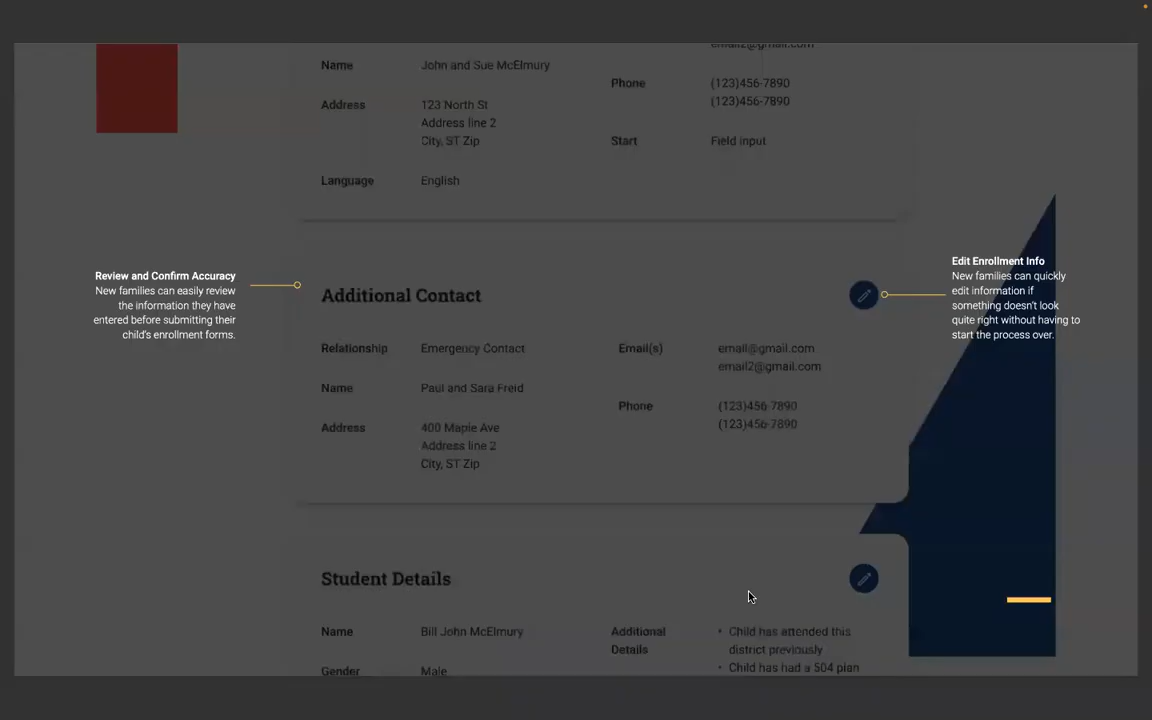 email2@gmail.com
Name John and Sue McElmury
Phone (123)456-7890
(123)456-7890
Address 123 North St
Address line 2
City, ST Zip
Start Field input
Language English
Review and Confirm Accuracy
New families can easily review
the information they have
entered before submitting their
child's enrollment forms.
Additional Contact
Edit Enrollment Info
New families can quickly
edit information if
something doesn't look
quite right without having to
start the process over.
Relationship Emergency Contact
Email(s) email@gmail.com
email2@gmail.com
Name Paul and Sara Freid
Phone (123)456-7890
(123)456-7890
Address 400 Maple Ave
Address line 2
City, ST Zip
Student Details
Name Bill John McElmury
Additional
Details
• Child has attended this
district previously
• Child has had a 504 plan
Gender Male